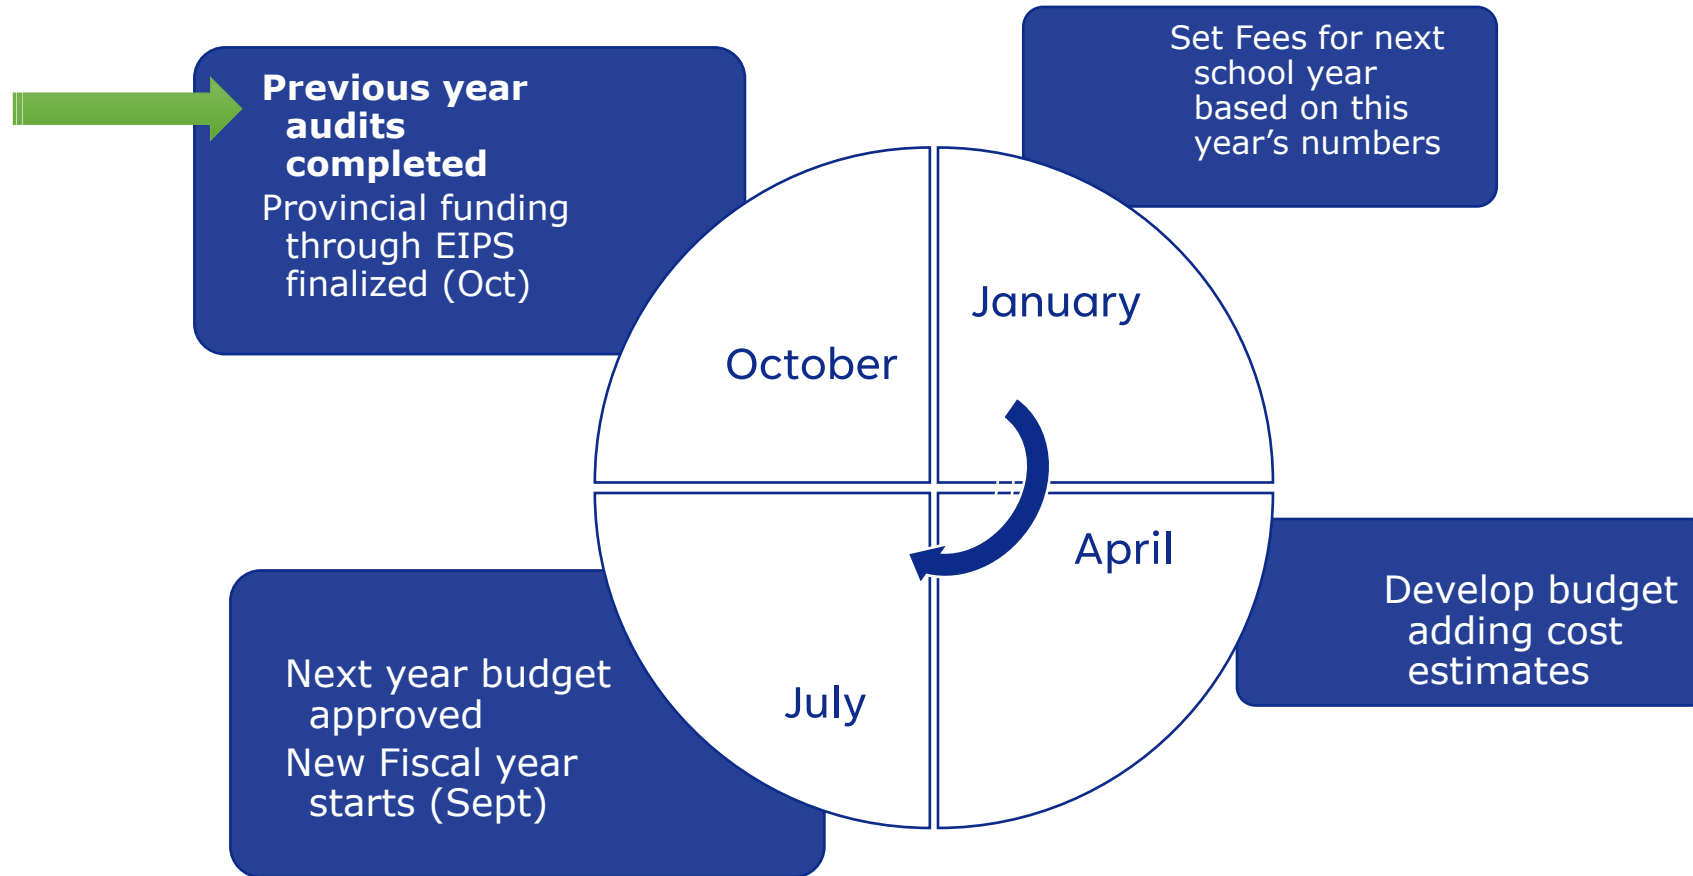 Previous year
audits
completed
Provincial funding
through EIPS
finalized (Oct)
Set Fees for next
school year
based on this
year’s numbers
October
January
July
April
Next year budget
approved
New Fiscal year
starts (Sept)
Develop budget
adding cost
estimates